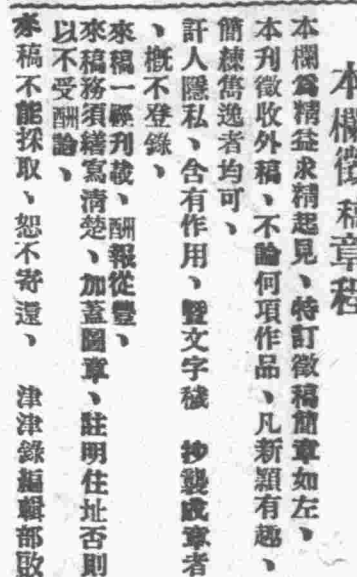 本欄徵稿章程
本欄爲精益求精起見、特訂徵稿簡章如左、
本刊徵收外稿、不論何項作品、凡新穎有趣、
簡練雋逸者均可、
訐人隱私、含有作用、暨文字穢　抄襲成章者
、槪不登錄、
來稿一經刊載、酬報從豐、
來稿務須繕寫清楚、加蓋圖章、註明住址否則
以不受酬論、
來稿不能採取、恕不寄還、　津津錄編輯部啟